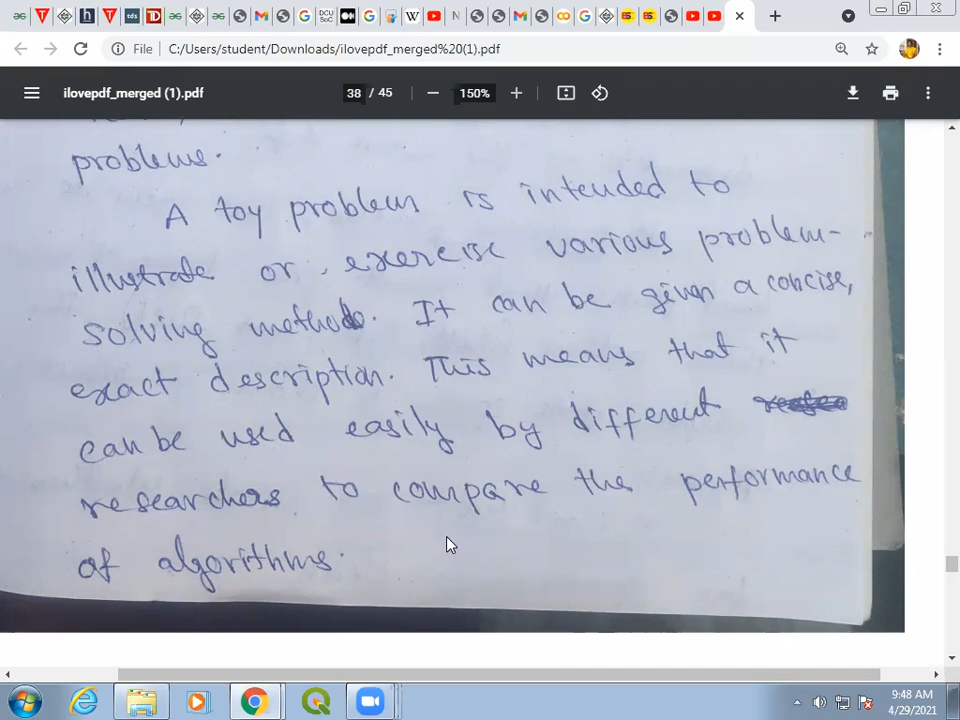 File
C:/Users/student/Downloads/ilovepdf_merged%20(1).pdf
ilovepdf_merged (1).pdf
38 / 45
150%
problems.
A toy problem is intended to
illustrate or exercise various problem-
solving methods. It can be given a concise,
exact description. This means that it
can be used easily by different
researchers to compare the performance
of algorithms.
9:48 AM
4/29/2021